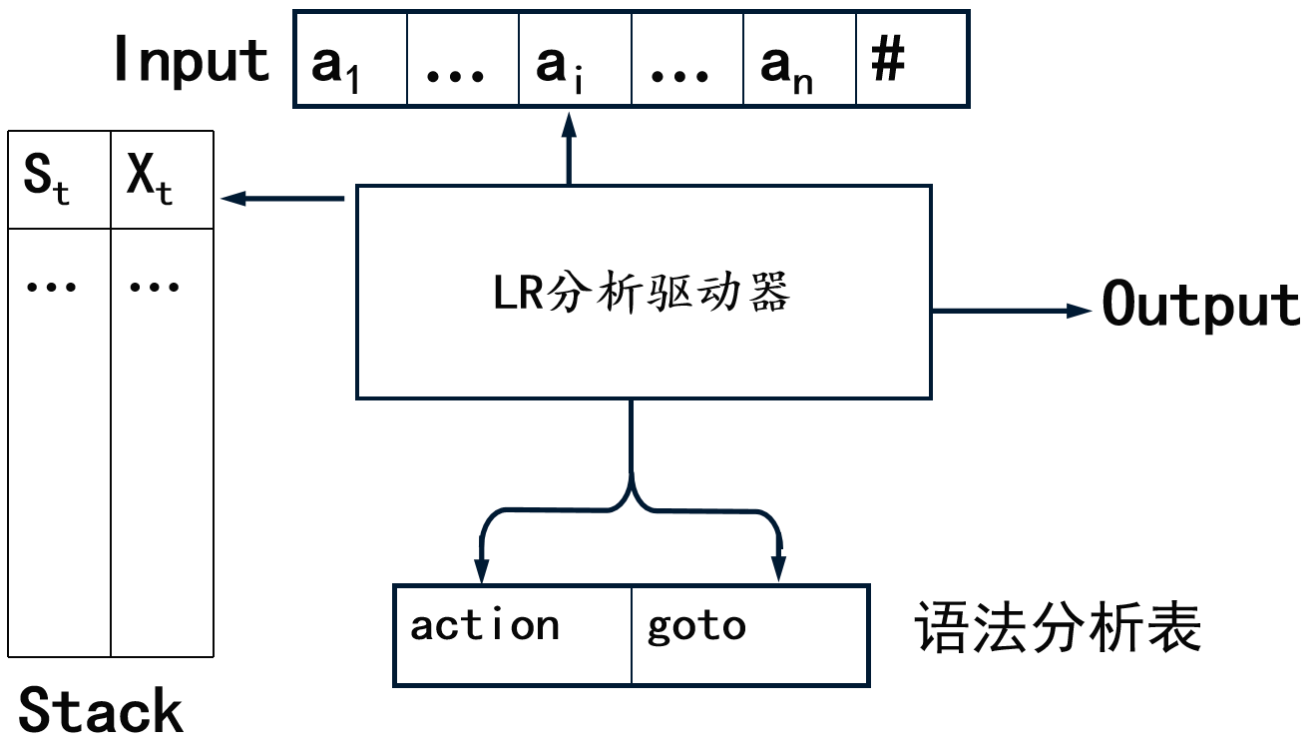 Input a₁ … aᵢ … aₙ #
Sₜ Xₜ
… …
LR分析驱动器
Output
action goto
语法分析表
Stack